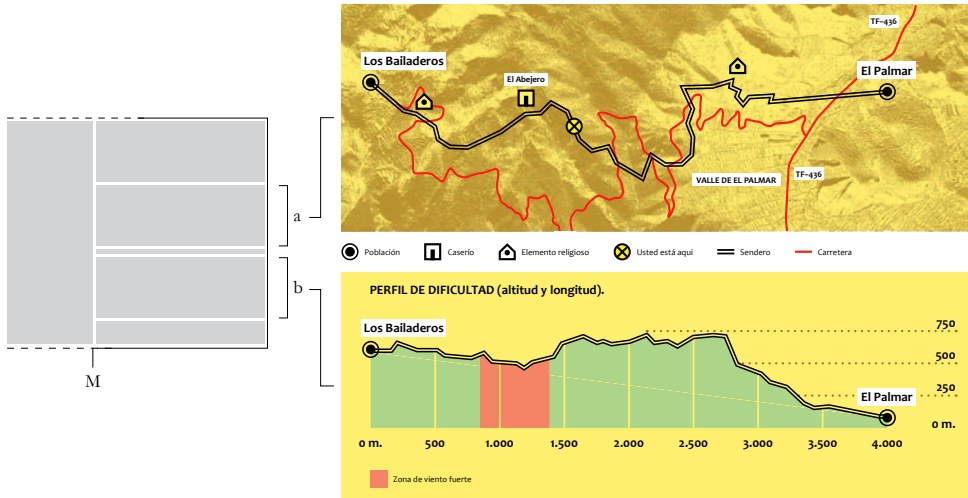 a
b
M
TF-436
Los Bailaderos
El Abejero
El Palmar
VALLE DE EL PALMAR
TF-436
Población
Caserío
Elemento religioso
Usted está aqui
Sendero
Carretera
PERFIL DE DIFICULTAD (altitud y longitud).
Los Bailaderos
750
500
250
El Palmar
0 m.
0 m.
500
1.000
1.500
2.000
2.500
3.000
3.500
4.000
Zona de viento fuerte